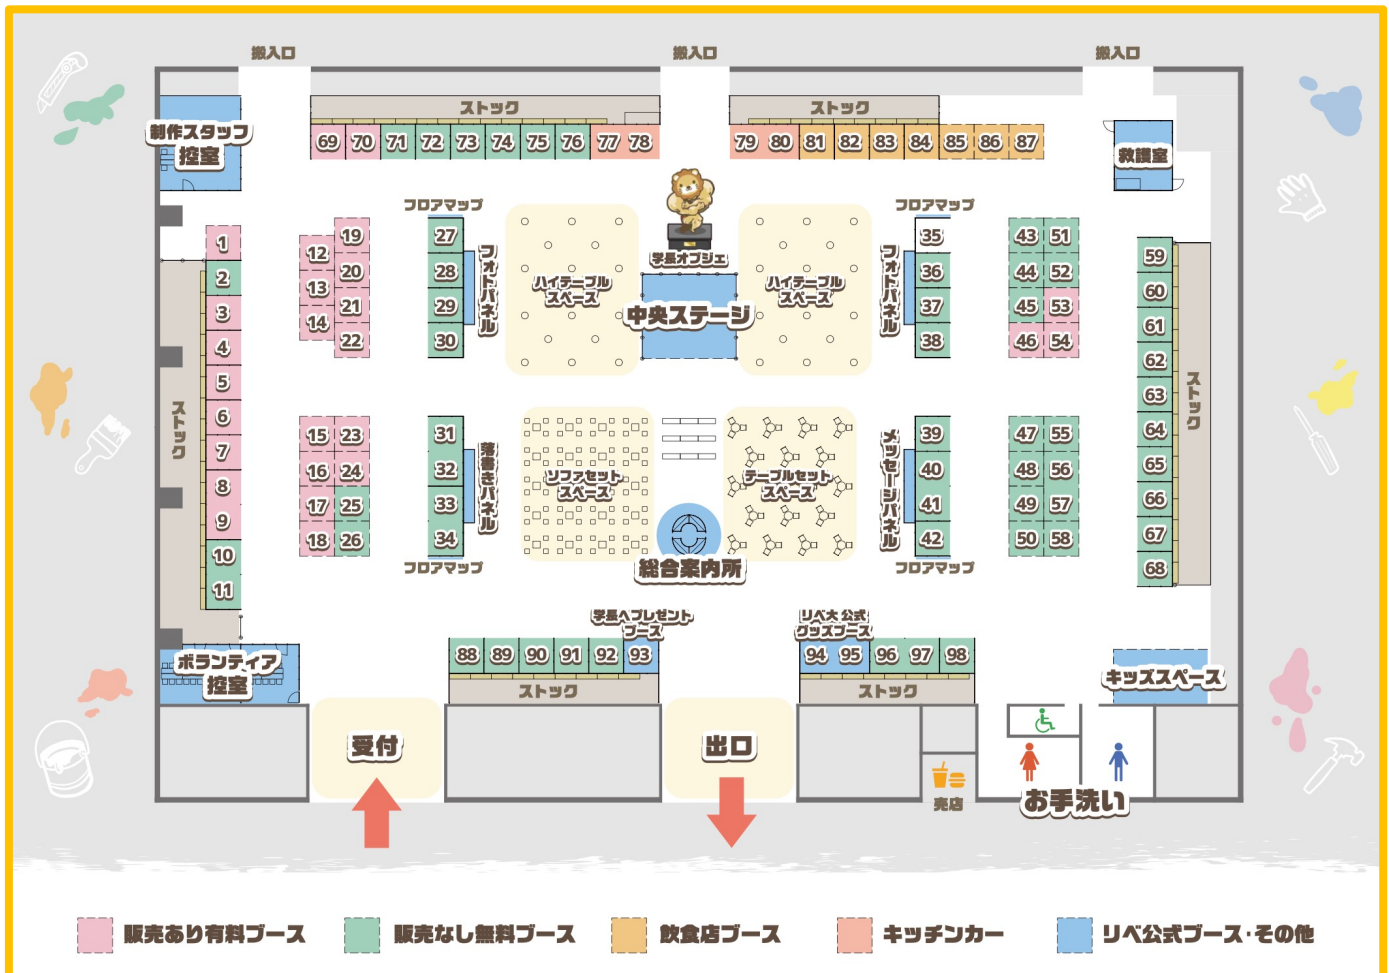 搬入口 搬入口 搬入口
ストック ストック
制作スタッフ
控室
69 70 71 72 73 74 75 76 77 78 79 80 81 82 83 84 85 86 87
救護室
フロアマップ フロアマップ
1
2
3
4
5
6
7
8
9
10
11
ストック
12
13
14
19
20
21
22
15 23
16 24
17 25
18 26
27
28
29
30
フォトパネル
31
32
33
34
落書きパネル
フロアマップ
ハイテーブル
スペース
学長オブジェ
中央ステージ
ハイテーブル
スペース
ソファセット
スペース
テーブルセット
スペース
総合案内所
フォトパネル
35
36
37
38
メッセージパネル
39
40
41
42
フロアマップ
43 51
44 52
45 53
46 54
47 55
48 56
49 57
50 58
59
60
61
62
63
64
65
66
67
68
ストック
ボランティア
控室
学長へプレゼント
ブース
88 89 90 91 92 93
ストック
リベ大 公式
グッズブース
94 95 96 97 98
ストック
キッズスペース
受付
出口
売店
お手洗い
販売あり有料ブース
販売なし無料ブース
飲食店ブース
キッチンカー
リベ公式ブース・その他